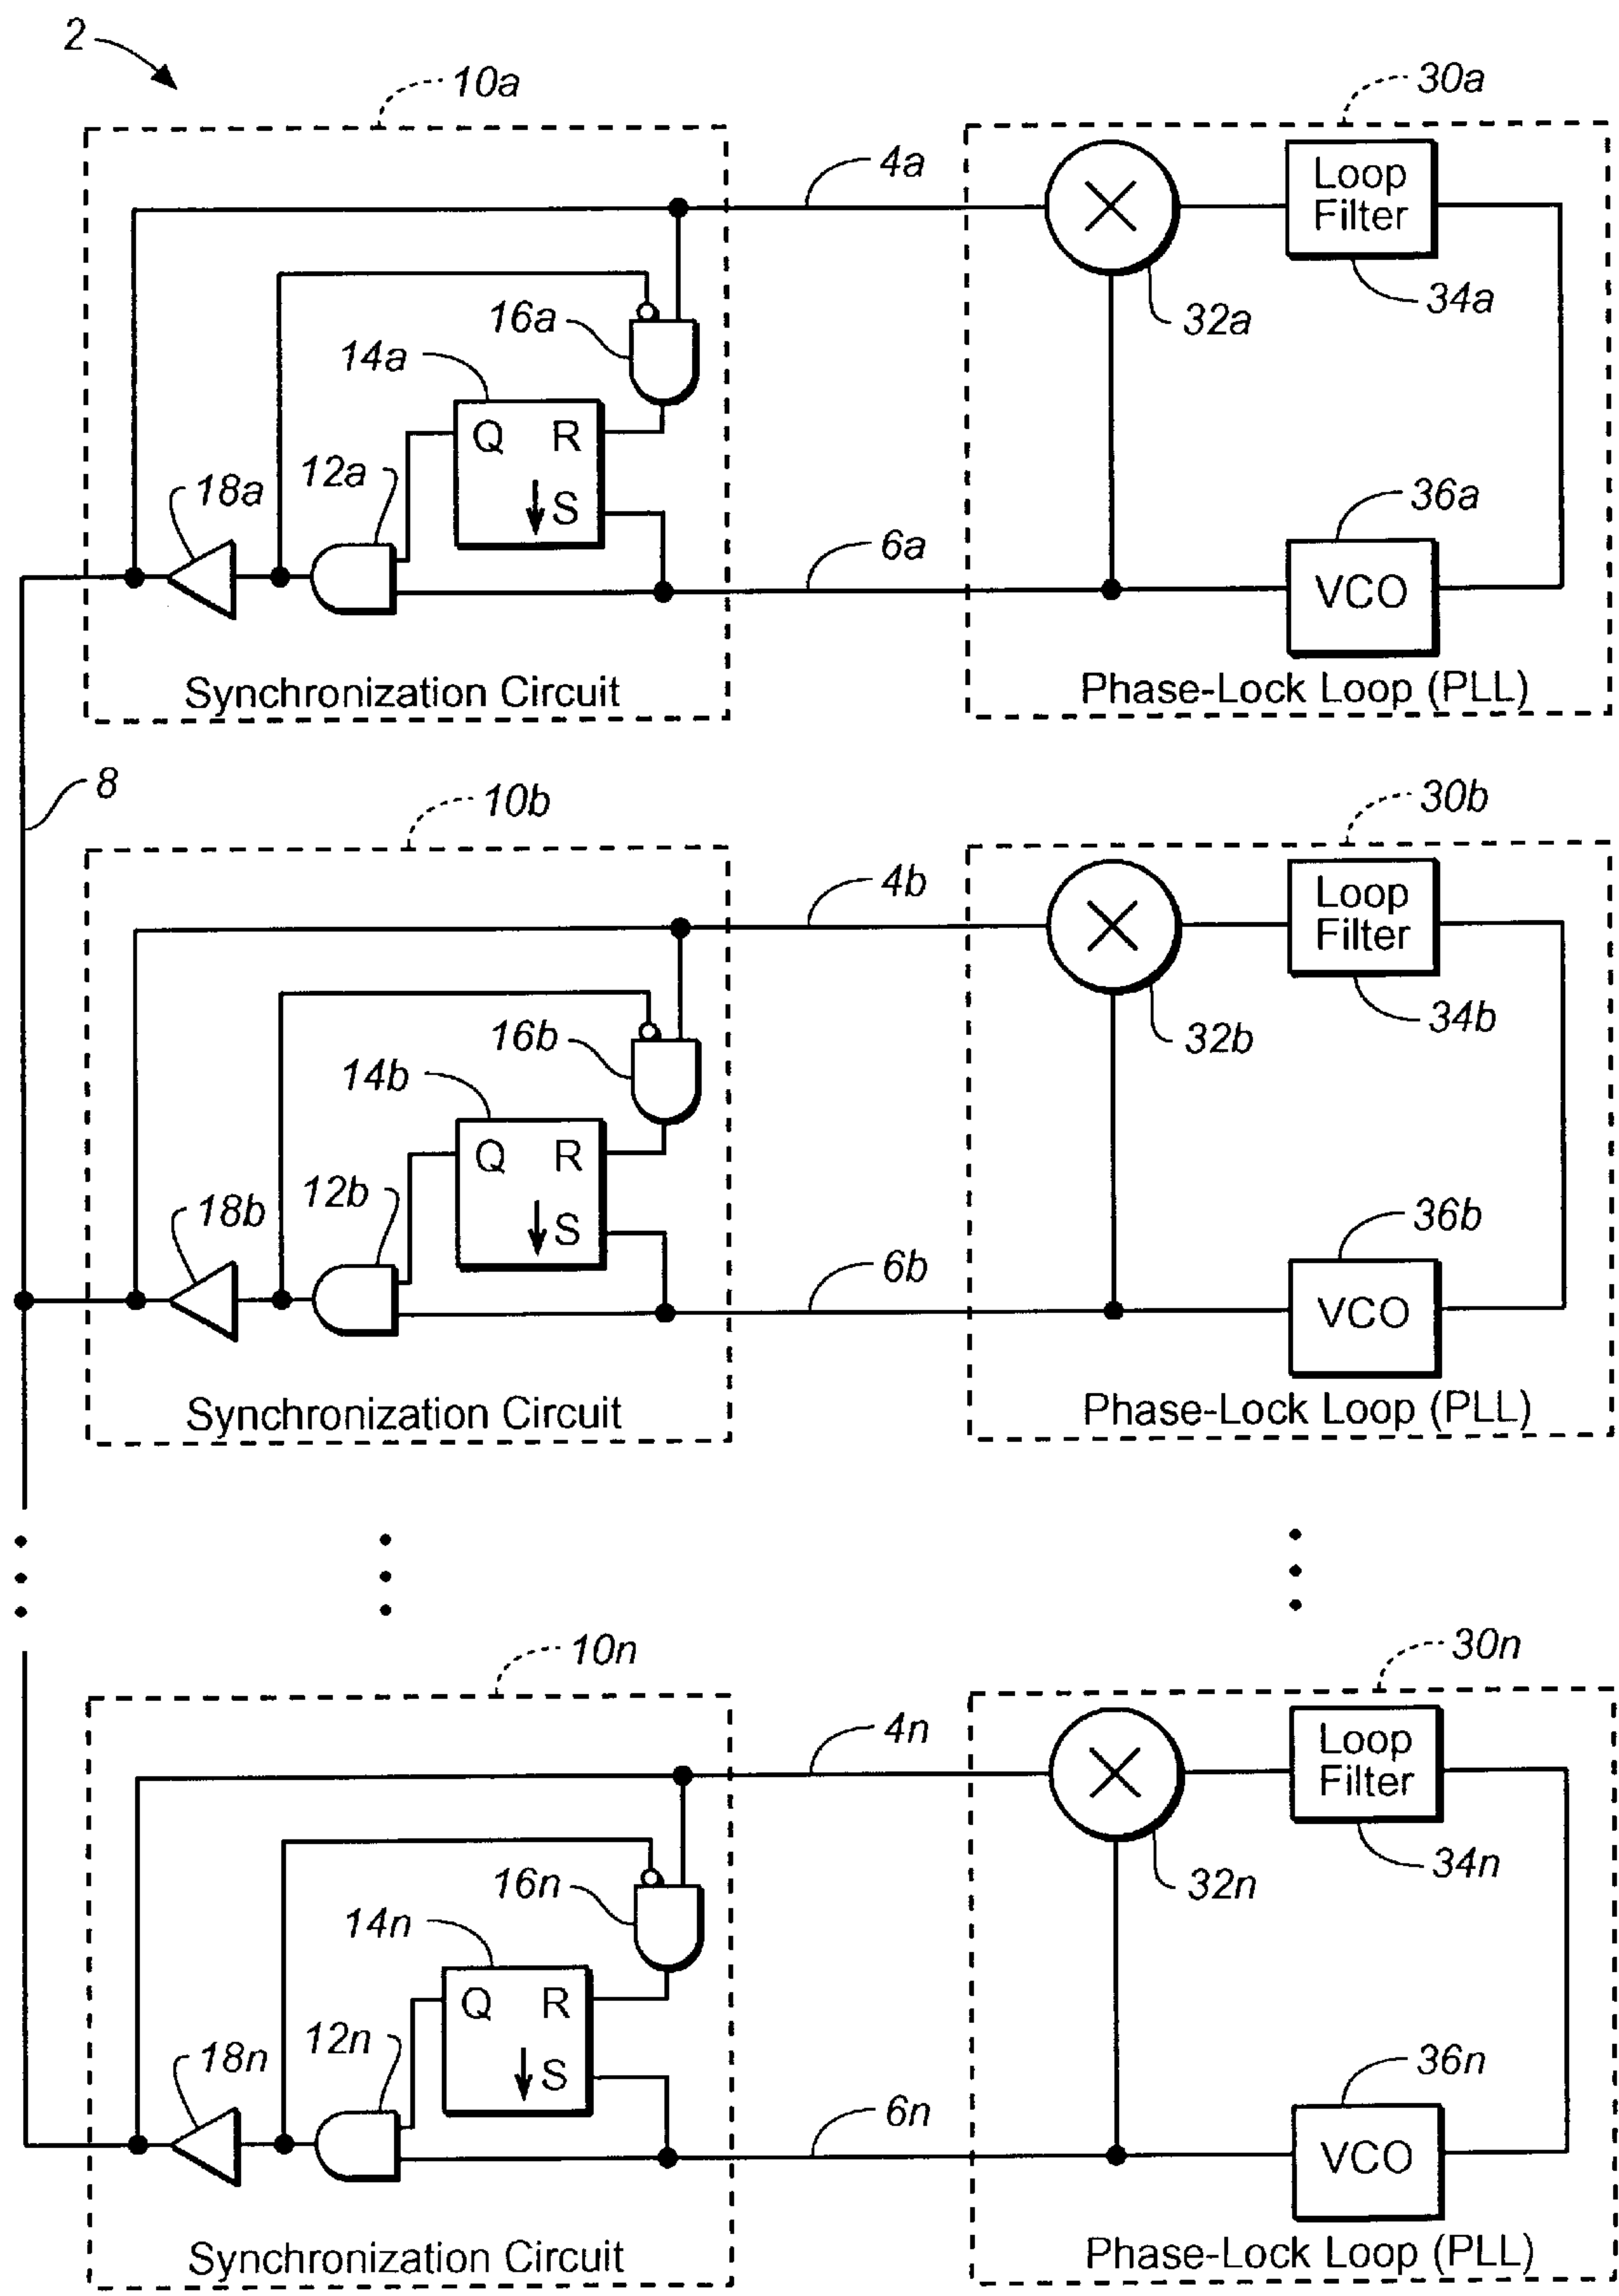 2
10a
30a
4a
Loop
Filter
34a
32a
16a
14a
Q R
S
12a
18a
6a
36a
VCO
Synchronization Circuit
Phase-Lock Loop (PLL)
8
10b
30b
4b
Loop
Filter
34b
32b
16b
14b
Q R
S
12b
18b
6b
36b
VCO
Synchronization Circuit
Phase-Lock Loop (PLL)
10n
30n
4n
Loop
Filter
34n
32n
16n
14n
Q R
S
12n
18n
6n
36n
VCO
Synchronization Circuit
Phase-Lock Loop (PLL)